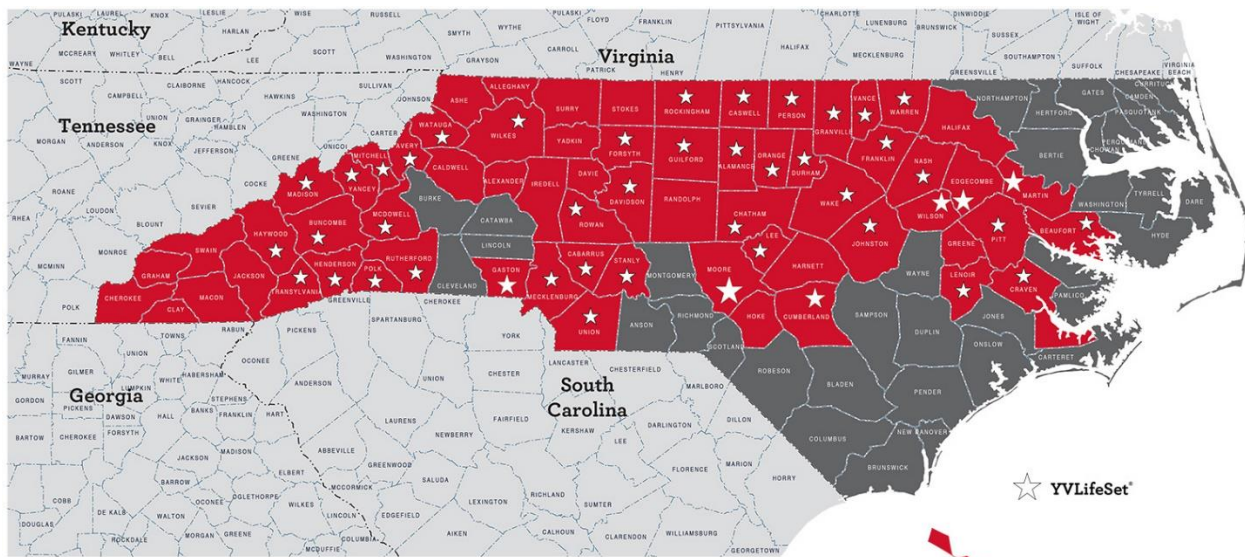 Kentucky
Virginia
Tennessee
Georgia
South
Carolina
PULASKI
LAUREL
KNOX
LESLIE
HARLAN
WISE
RUSSELL
SMYTH
WYTHE
PULASKI
FLOYD
FRANKLIN
PITTSYLVANIA
CHARLOTTE
LUNENBURG
BRUNSWICK
DINWIDDIE
SUSSEX
ISLE OF
WIGHT
MCCREARY
WHITLEY
BELL
LEE
SCOTT
WASHINGTON
GRAYSON
CARROLL
PATRICK
HENRY
HALIFAX
MECKLENBURG
GREENSVILLE
SOUTHAMPTON
SUFFOLK
CHESAPEAKE
VIRGINIA
BEACH
WAYNE
SCOTT
CAMPBELL
CLAIBORNE
HANCOCK
HAWKINS
SULLIVAN
JOHNSON
WASHINGTON
CARTER
UNICOI
UNION
GRAINGER
HAMBLEN
GREENE
MORGAN
ANDERSON
KNOX
JEFFERSON
COCKE
SEVIER
ROANE
LOUDON
BLOUNT
RHEA
MONROE
MCMINN
POLK
ALLEGHANY
ASHE
SURRY
STOKES
ROCKINGHAM
CASWELL
PERSON
GRANVILLE
VANCE
WARREN
NORTHAMPTON
HERTFORD
GATES
CURRITUCK
CAMDEN
PASQUOTANK
PERQUIMANS
CHOWAN
WATAUGA
WILKES
YADKIN
FORSYTH
GUILFORD
ALAMANCE
ORANGE
DURHAM
FRANKLIN
HALIFAX
BERTIE
AVERY
MITCHELL
YANCEY
MADISON
CALDWELL
ALEXANDER
IREDELL
DAVIE
DAVIDSON
RANDOLPH
CHATHAM
WAKE
NASH
EDGECOMBE
MARTIN
WASHINGTON
TYRRELL
DARE
HYDE
BURKE
CATAWBA
ROWAN
WILSON
PITT
BEAUFORT
MCDOWELL
BUNCOMBE
HAYWOOD
SWAIN
GRAHAM
JACKSON
HENDERSON
TRANSYLVANIA
POLK
RUTHERFORD
CLEVELAND
LINCOLN
GASTON
MECKLENBURG
CABARRUS
STANLY
MONTGOMERY
MOORE
LEE
HARNETT
JOHNSTON
WAYNE
GREENE
LENOIR
CRAVEN
PAMLICO
CHEROKEE
CLAY
MACON
UNION
ANSON
RICHMOND
SCOTLAND
HOKE
CUMBERLAND
SAMPSON
DUPLIN
JONES
ONSLOW
CARTERET
ROBESON
BLADEN
PENDER
COLUMBUS
NEW HANOVER
BRUNSWICK
GREENVILLE
CHEROKEE
PICKENS
SPARTANBURG
YORK
OCONEE
ANDERSON
UNION
CHESTER
LANCASTER
CHESTERFIELD
MARLBORO
LAURENS
FAIRFIELD
KERSHAW
DARLINGTON
DILLON
LEE
ABBEVILLE
NEWBERRY
GREENWOOD
FLORENCE
MARION
HORRY
MCCORMICK
SALUDA
EDGEFIELD
LEXINGTON
RICHLAND
SUMTER
AIKEN
CALHOUN
CLARENDON
WILLIAMSBURG
GEORGETOWN
FANNIN
TOWNS
RABUN
UNION
MURRAY
GILMER
LUMPKIN
WHITE
HABERSHAM
STEPHENS
GORDON
PICKENS
DAWSON
HALL
BANKS
FRANKLIN
HART
BARTOW
CHEROKEE
FORSYTH
JACKSON
MADISON
ELBERT
COBB
BARROW
OCONEE
OGLETHORPE
WILKES
LINCOLN
DE KALB
WALTON
DOUGLAS
ROCKDALE
MORGAN
GREENE
MCDUFFIE
COLUMBIA
YVLifeSet®